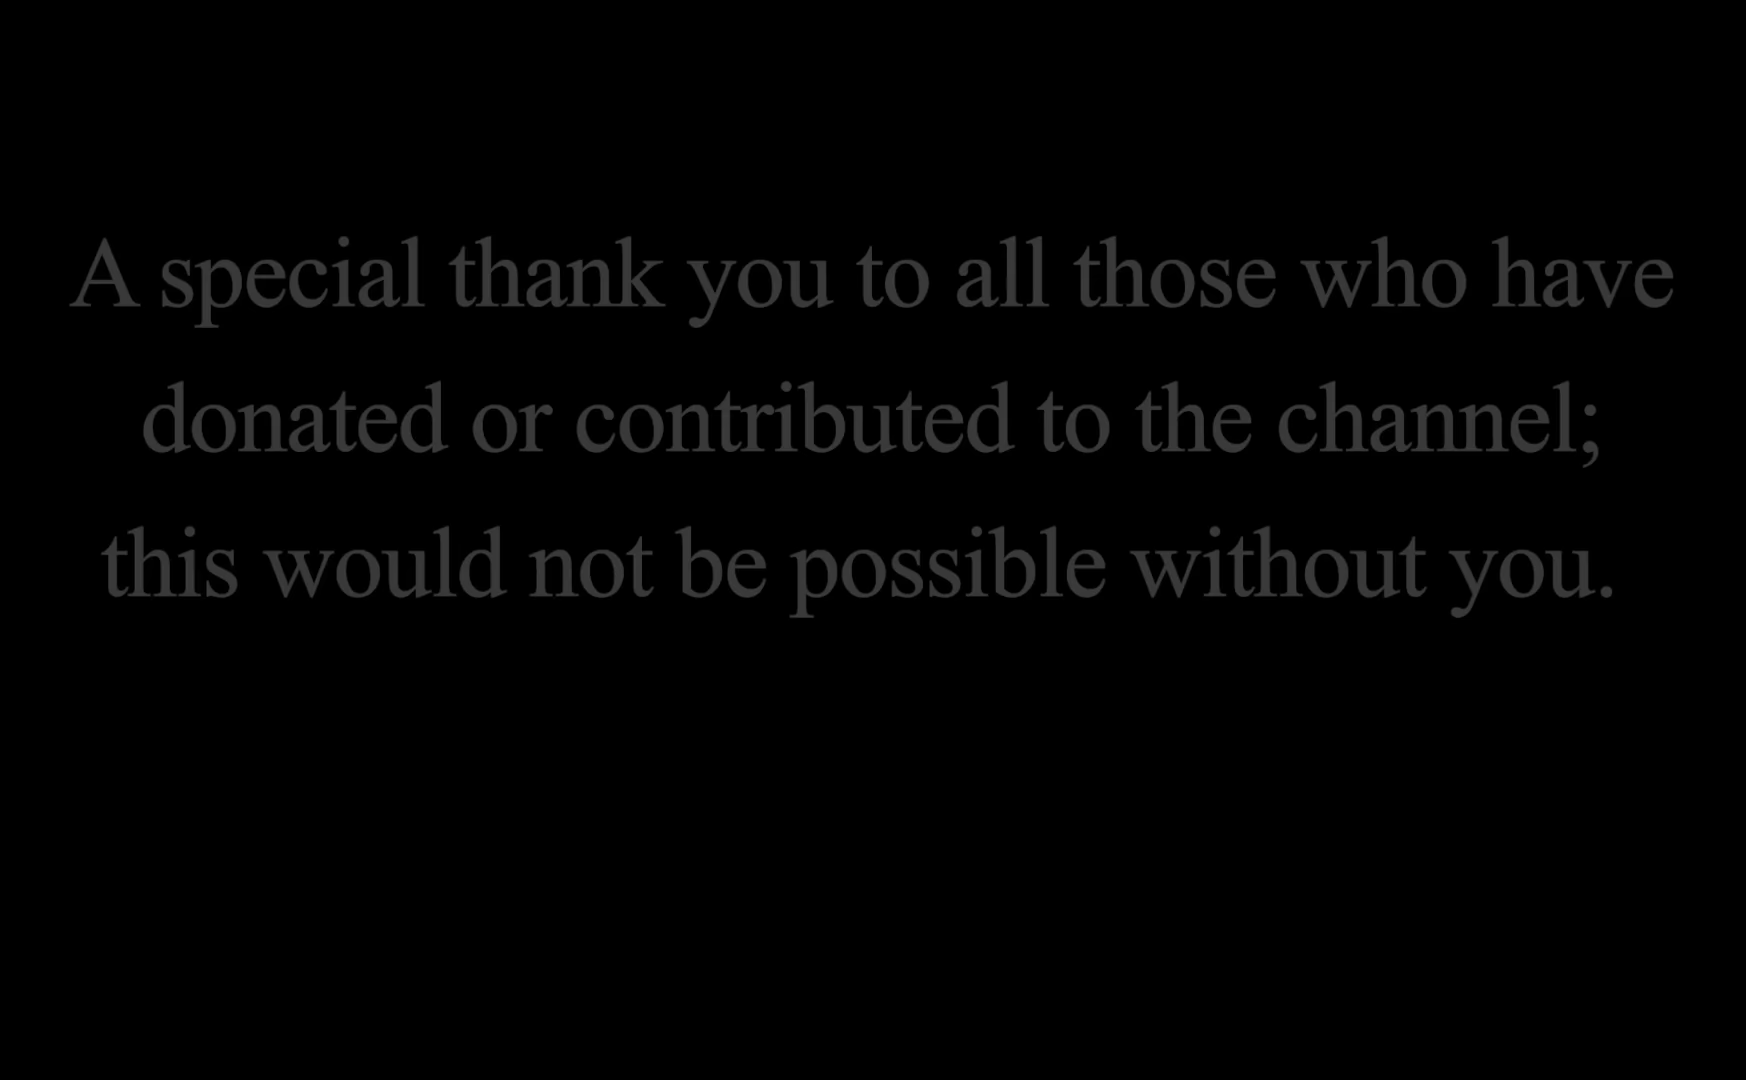 A special thank you to all those who have
donated or contributed to the channel;
this would not be possible without you.